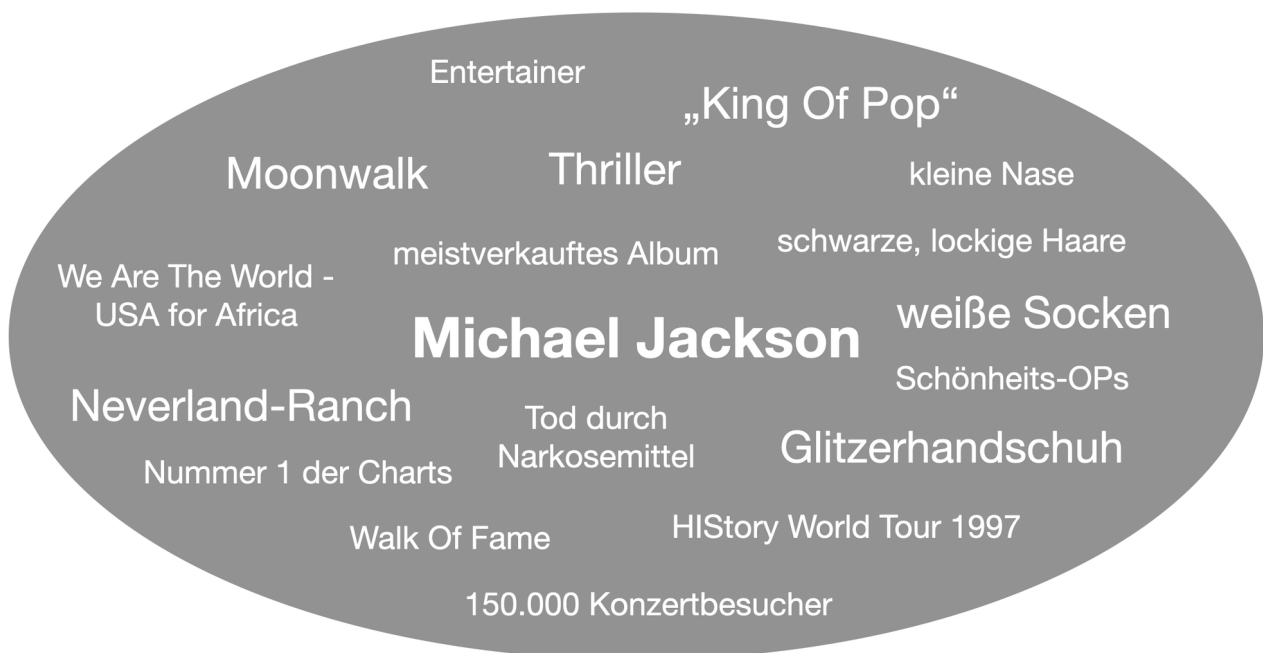 Entertainer
„King Of Pop“
Moonwalk
Thriller
kleine Nase
meistverkauftes Album
schwarze, lockige Haare
We Are The World -
USA for Africa
Michael Jackson
weiße Socken
Schönheits-OPs
Neverland-Ranch
Tod durch
Narkosemittel
Glitzerhandschuh
Nummer 1 der Charts
Walk Of Fame
HIStory World Tour 1997
150.000 Konzertbesucher